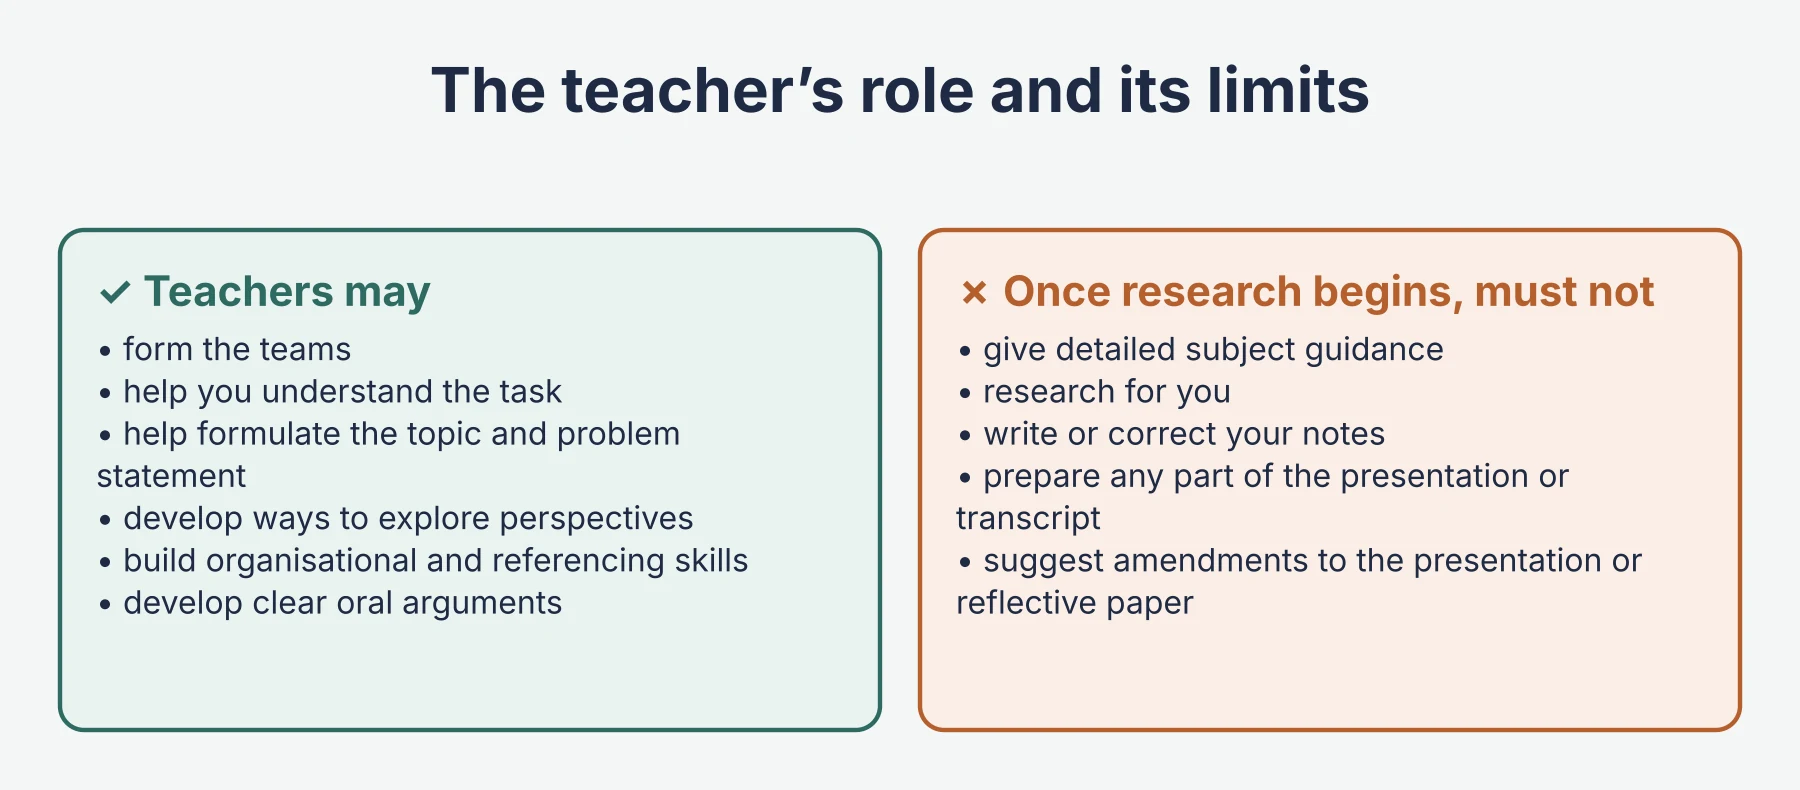 The teacher’s role and its limits
✓ Teachers may
• form the teams
• help you understand the task
• help formulate the topic and problem
statement
• develop ways to explore perspectives
• build organisational and referencing skills
• develop clear oral arguments
× Once research begins, must not
• give detailed subject guidance
• research for you
• write or correct your notes
• prepare any part of the presentation or
transcript
• suggest amendments to the presentation or
reflective paper